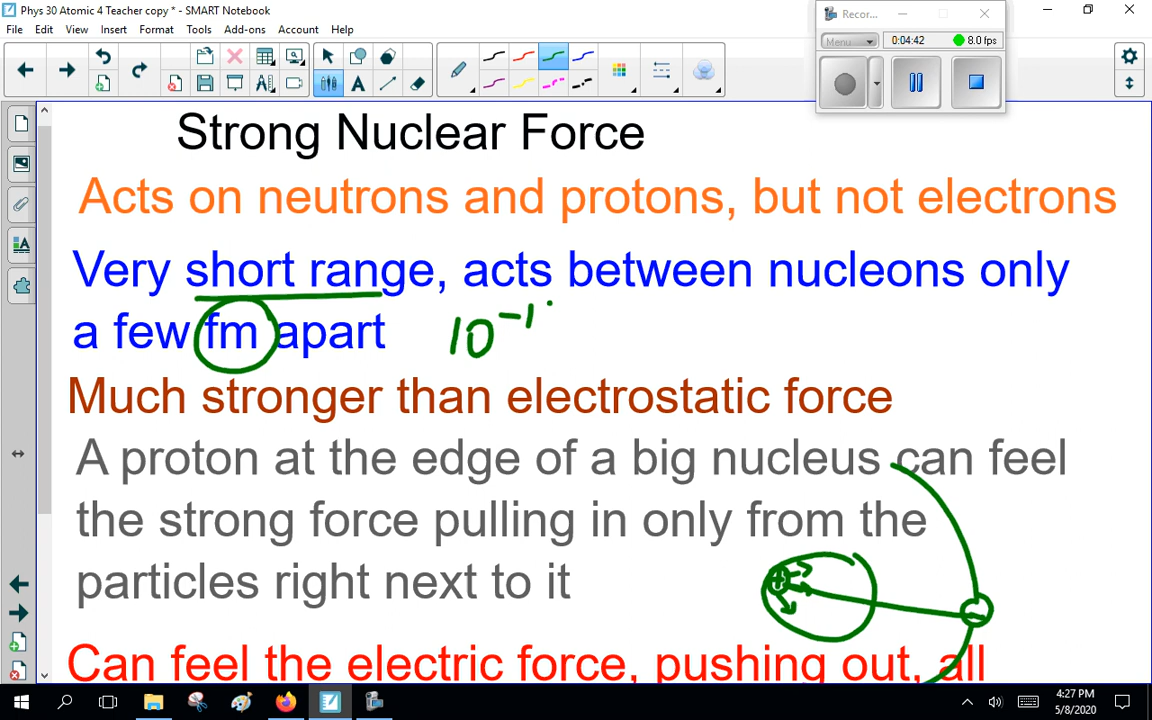 Phys 30 Atomic 4 Teacher copy * - SMART Notebook
Recor...
File Edit View Insert Format Tools Add-ons Account Help
Menu 0:04:42 8.0 fps
Strong Nuclear Force
Acts on neutrons and protons, but not electrons
Very short range, acts between nucleons only
a few fm apart
10⁻¹
Much stronger than electrostatic force
A proton at the edge of a big nucleus can feel
the strong force pulling in only from the
particles right next to it
Can feel the electric force, pushing out, all
4:27 PM
5/8/2020